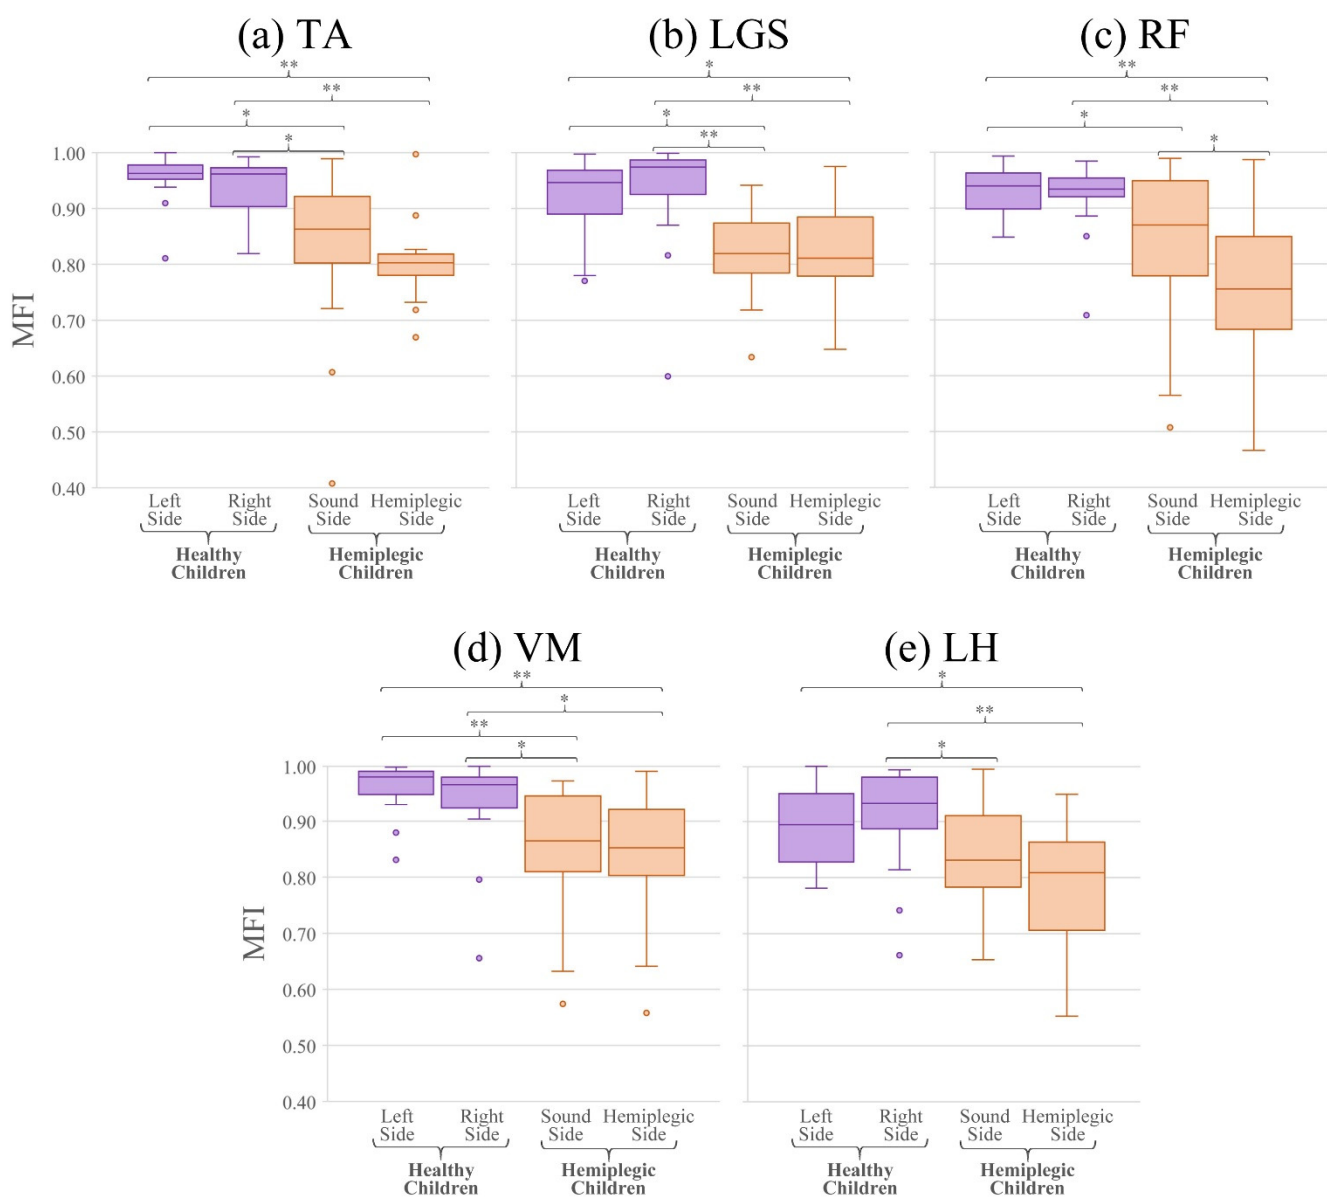 (a) TA
(b) LGS
(c) RF
** * **
** ** **
* * *
* ** *
1.00
0.90
0.80
0.70
0.60
0.50
0.40
MFI
Left Side
Right Side
Sound Side
Hemiplegic Side
Left Side
Right Side
Sound Side
Hemiplegic Side
Left Side
Right Side
Sound Side
Hemiplegic Side
Healthy Children
Hemiplegic Children
Healthy Children
Hemiplegic Children
Healthy Children
Hemiplegic Children
(d) VM
(e) LH
** *
* **
**
* *
1.00
0.90
0.80
0.70
0.60
0.50
0.40
MFI
Left Side
Right Side
Sound Side
Hemiplegic Side
Left Side
Right Side
Sound Side
Hemiplegic Side
Healthy Children
Hemiplegic Children
Healthy Children
Hemiplegic Children